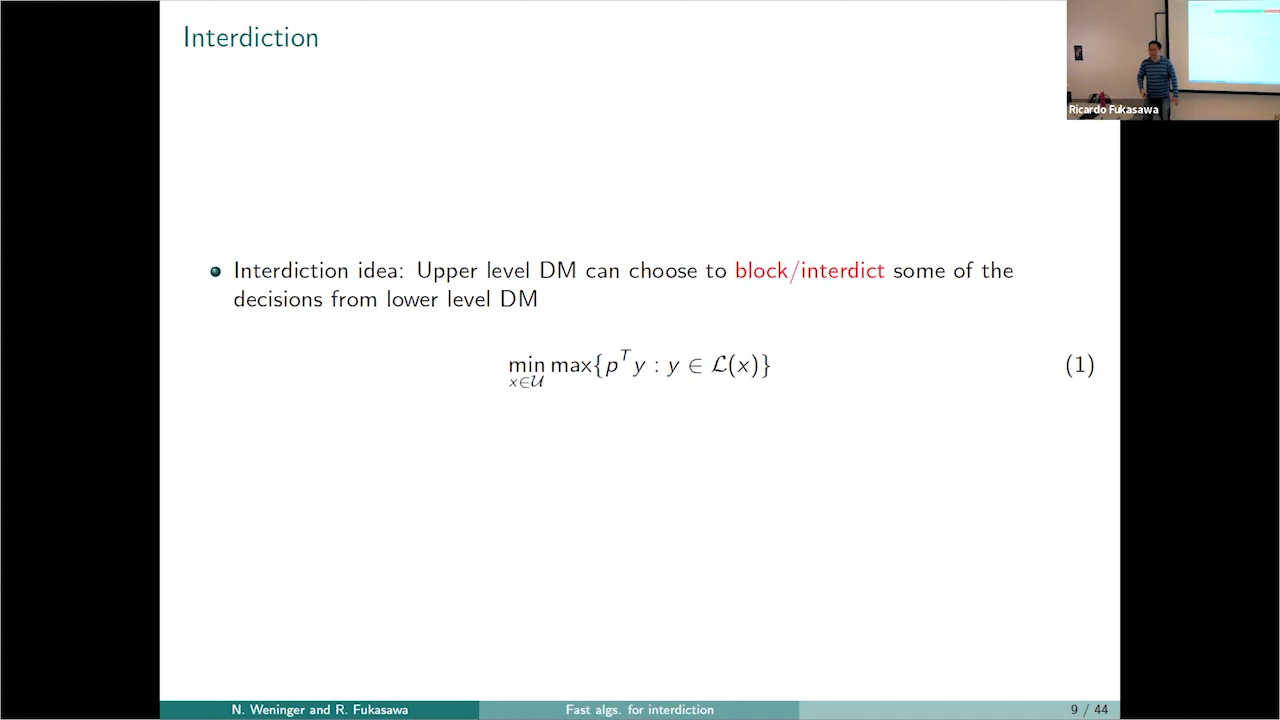 Interdiction
Ricardo Fukasawa
Interdiction idea: Upper level DM can choose to block/interdict some of the
decisions from lower level DM
min max{p^T y : y ∈ ℒ(x)} (1)
x∈𝒰
N. Weninger and R. Fukasawa Fast algs. for interdiction 9 / 44